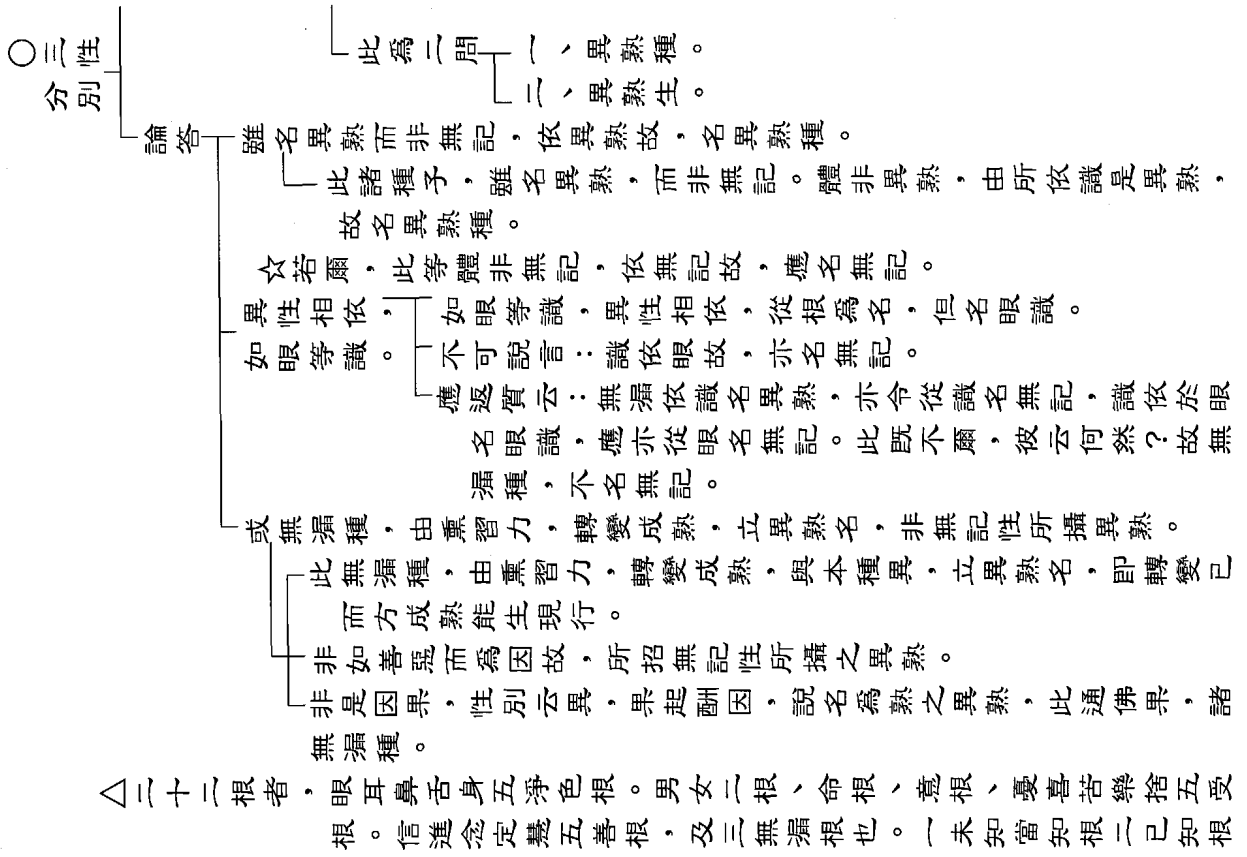 ○三性
分別
此為二問
一、異熟種。
二、異熟生。
論答
雖名異熟而非無記，依異熟故，名異熟種。
此諸種子，雖名異熟，而非無記。體非異熟，由所依識是異熟，
故名異熟種。
☆若爾，此等體非無記，依無記故，應名無記。
異性相依，
如眼等識。
如眼等識，異性相依，從根為名，但名眼識。
不可說言：識依眼故，亦名無記。
應返質云：無漏依識名異熟，亦令從識名無記，識依於眼
名眼識，應亦從眼名無記。此既不爾，彼云何然？故無
漏種，不名無記。
或無漏種，由熏習力，轉變成熟，立異熟名，非無記性所攝異熟。
此無漏種，由熏習力，轉變成熟，與本種異，立異熟名，即轉變已
而方成熟能生現行。
非如善惡而為因故，所招無記性所攝之異熟。
非是因果，性別云異，果起酬因，說名為熟之異熟，此通佛果，諸
無漏種。
△二十二根者，眼耳鼻舌身五淨色根。男女二根、命根、意根、憂喜苦樂捨五受
根。信進念定慧五善根，及三無漏根也。一未知當知根二已知根